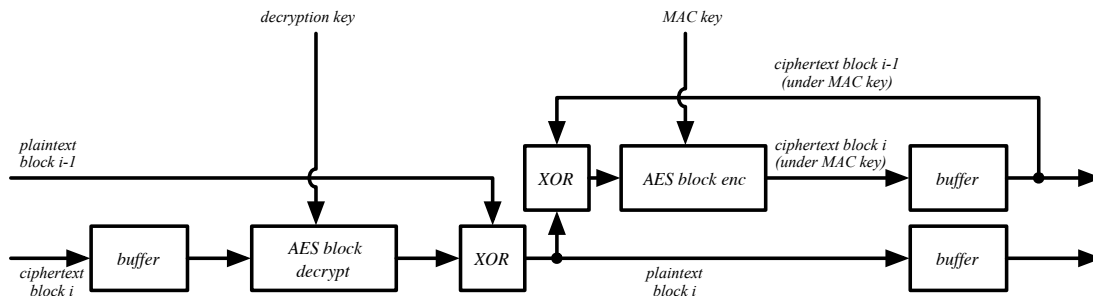 decryption key
MAC key
ciphertext block i-1
(under MAC key)
plaintext
block i-1
XOR
AES block enc
ciphertext block i
(under MAC key)
buffer
buffer
AES block
decrypt
XOR
buffer
ciphertext
block i
plaintext
block i